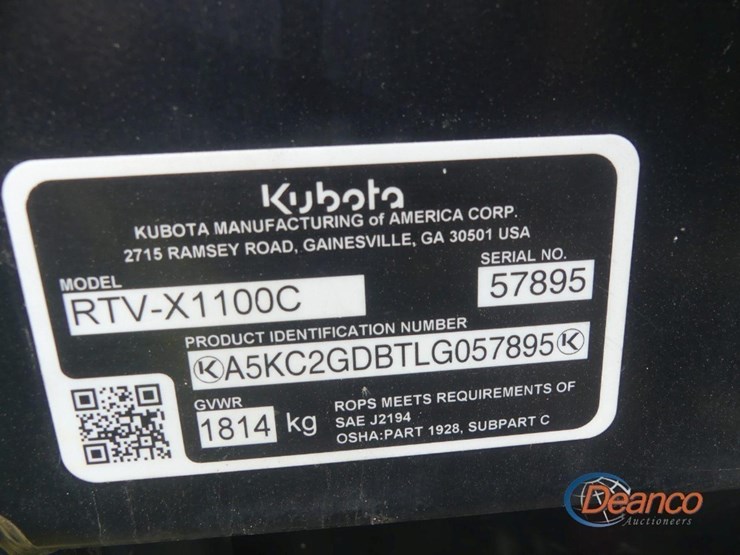 Kubota
KUBOTA MANUFACTURING of AMERICA CORP.
2715 RAMSEY ROAD, GAINESVILLE, GA 30501 USA
MODEL
RTV-X1100C
SERIAL NO.
57895
PRODUCT IDENTIFICATION NUMBER
A5KC2GDBTLG057895
GVWR
1814 kg
ROPS MEETS REQUIREMENTS OF
SAE J2194
OSHA:PART 1928, SUBPART C
Deanco
Auctioneers